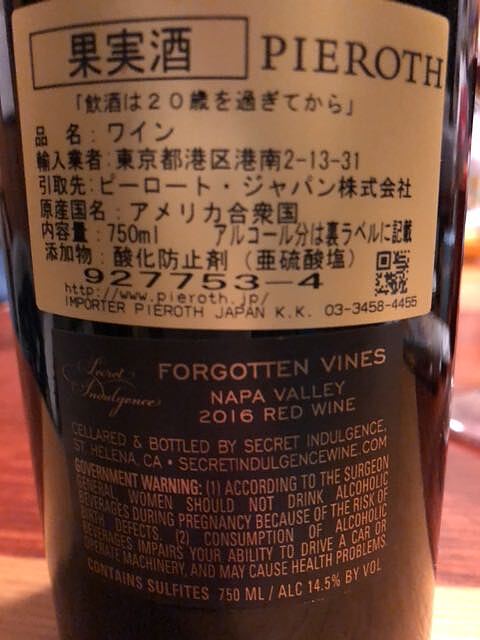 果実酒 PIEROTH
「飲酒は20歳を過ぎてから」
品 名:ワイン
輸入業者:東京都港区港南2-13-31
引取先:ピーロート・ジャパン株式会社
原産国名:アメリカ合衆国
内容量:750ml アルコール分は裏ラベルに記載
添加物:酸化防止剤(亜硫酸塩)
927753-4
http://www.pieroth.jp/
IMPORTER PIEROTH JAPAN K.K. 03-3458-4455
Secret Indulgence
FORGOTTEN VINES
NAPA VALLEY
2016 RED WINE
CELLARED & BOTTLED BY SECRET INDULGENCE,
ST. HELENA, CA • SECRETINDULGENCEWINE.COM
GOVERNMENT WARNING: (1) ACCORDING TO THE SURGEON
GENERAL, WOMEN SHOULD NOT DRINK ALCOHOLIC
BEVERAGES DURING PREGNANCY BECAUSE OF THE RISK OF
BIRTH DEFECTS. (2) CONSUMPTION OF ALCOHOLIC
BEVERAGES IMPAIRS YOUR ABILITY TO DRIVE A CAR OR
OPERATE MACHINERY, AND MAY CAUSE HEALTH PROBLEMS.
CONTAINS SULFITES 750 ML / ALC 14.5% BY VOL